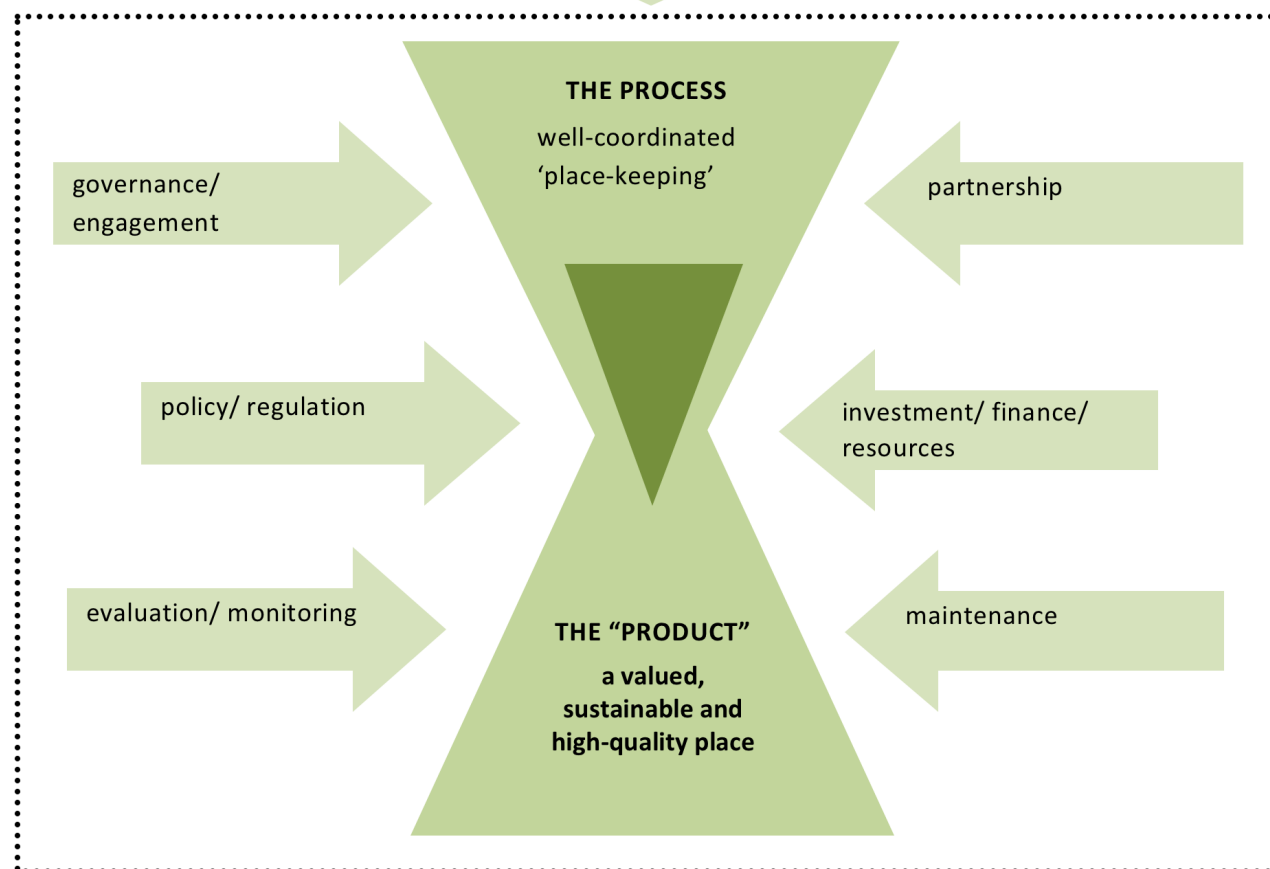 THE PROCESS
well-coordinated
‘place-keeping’
governance/
engagement
partnership
policy/ regulation
investment/ finance/
resources
evaluation/ monitoring
maintenance
THE “PRODUCT”
a valued,
sustainable and
high-quality place